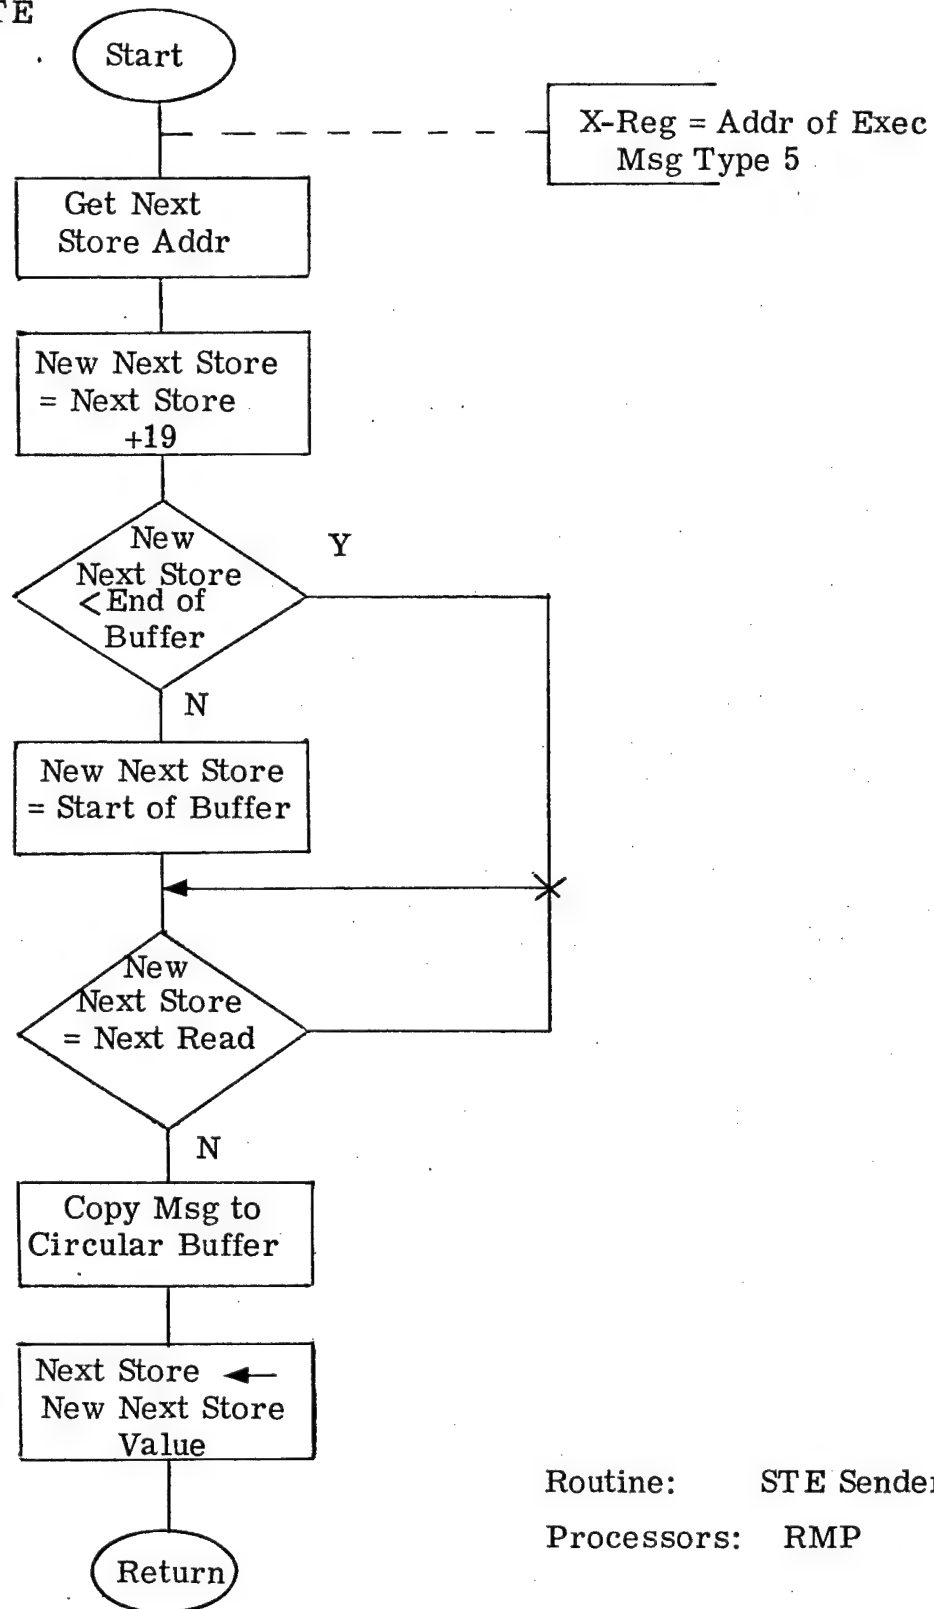 TE
Start
X-Reg = Addr of Exec
Msg Type 5
Get Next
Store Addr
New Next Store
= Next Store
+19
New
Next Store
< End of
Buffer
Y
N
New Next Store
= Start of Buffer
New
Next Store
= Next Read
N
Copy Msg to
Circular Buffer
Next Store ←
New Next Store
Value
Return
Routine: STE Sender
Processors: RMP